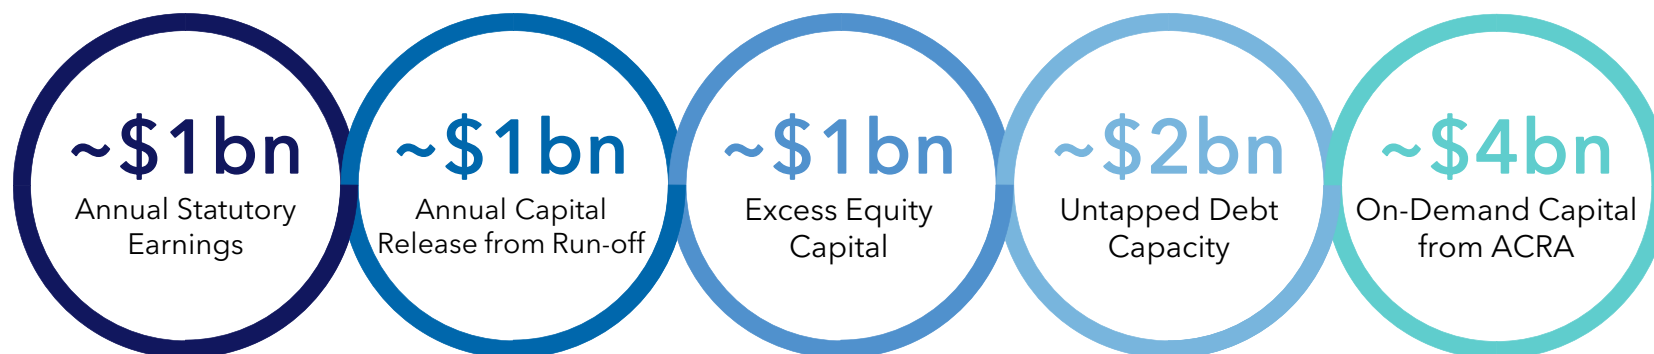 ~$1bn
Annual Statutory
Earnings
~$1bn
Annual Capital
Release from Run-off
~$1bn
Excess Equity
Capital
~$2bn
Untapped Debt
Capacity
~$4bn
On-Demand Capital
from ACRA